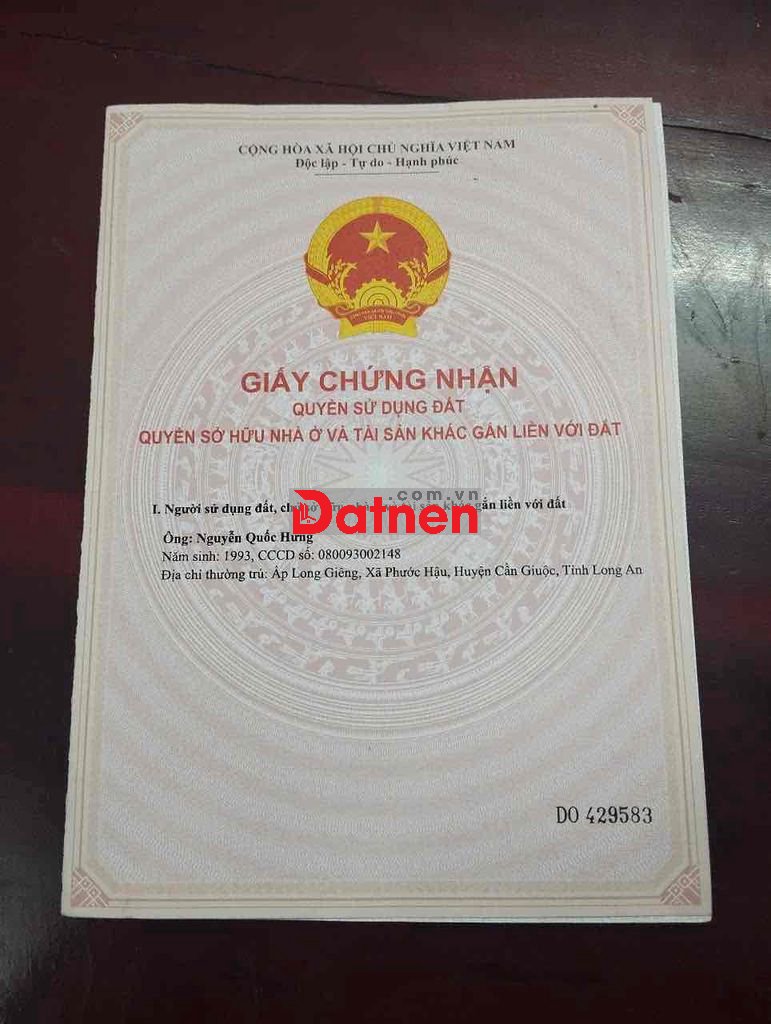 CỘNG HÒA XÃ HỘI CHỦ NGHĨA VIỆT NAM
Độc lập - Tự do - Hạnh phúc
VIỆT NAM
GIẤY CHỨNG NHẬN
QUYỀN SỬ DỤNG ĐẤT
QUYỀN SỞ HỮU NHÀ Ở VÀ TÀI SẢN KHÁC GẮN LIỀN VỚI ĐẤT
.com.vn
I. Người sử dụng đất, gắn liền với đất
Datnen
Ông: Nguyễn Quốc Hưng
Năm sinh: 1993, CCCD số: 080093002148
Địa chỉ thường trú: Ấp Long Giêng, Xã Phước Hậu, Huyện Cần Giuộc, Tỉnh Long An
DO 429583